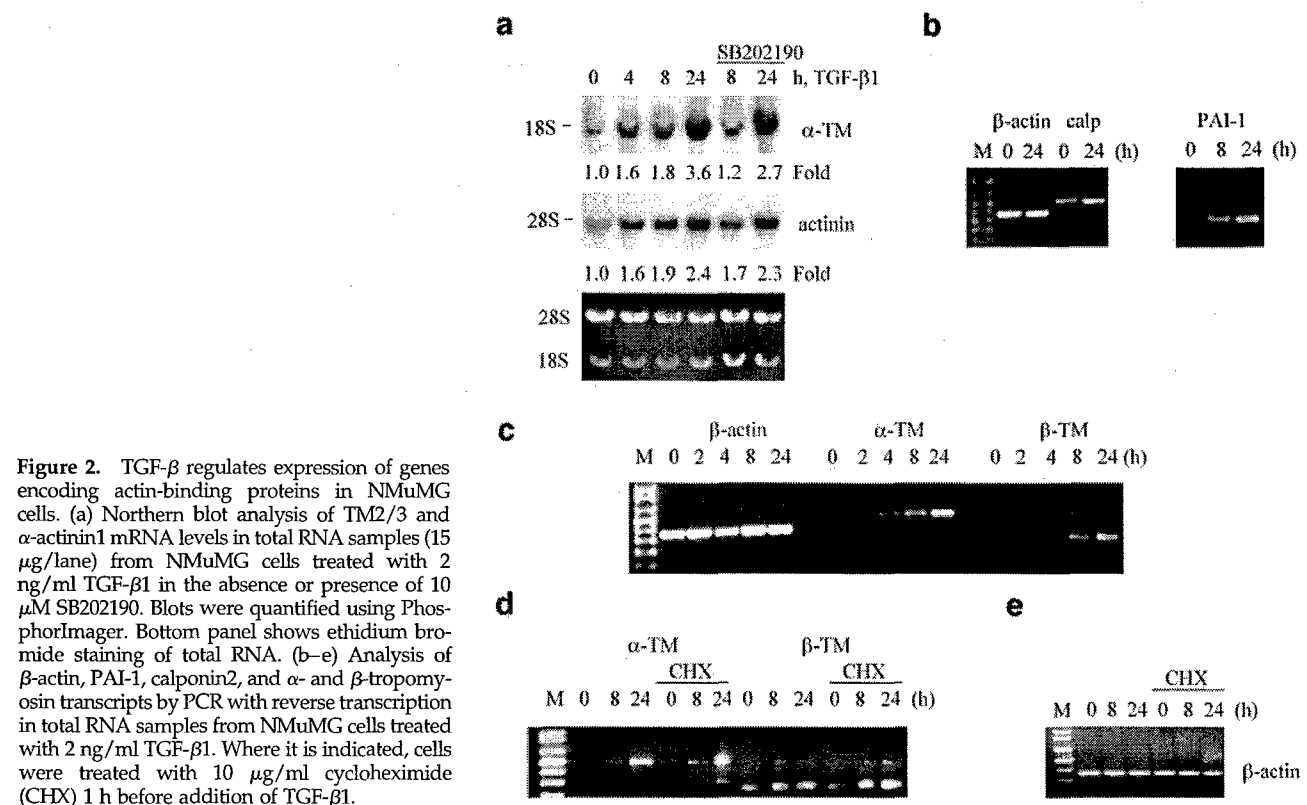 a
SB202190
0 4 8 24 8 24 h, TGF-β1
18S - α-TM
1.0 1.6 1.8 3.6 1.2 2.7 Fold
28S - actinin
1.0 1.6 1.9 2.4 1.7 2.3 Fold
28S
18S
b
β-actin calp PAI-1
M 0 24 0 24 (h) 0 8 24 (h)
c
β-actin α-TM β-TM
M 0 2 4 8 24 0 2 4 8 24 0 2 4 8 24 (h)
d
α-TM β-TM
CHX CHX
M 0 8 24 0 8 24 0 8 24 0 8 24 (h)
e
CHX
M 0 8 24 0 8 24 (h)
β-actin
Figure 2. TGF-β regulates expression of genes
encoding actin-binding proteins in NMuMG
cells. (a) Northern blot analysis of TM2/3 and
α-actinin1 mRNA levels in total RNA samples (15
μg/lane) from NMuMG cells treated with 2
ng/ml TGF-β1 in the absence or presence of 10
μM SB202190. Blots were quantified using Phos-
phorImager. Bottom panel shows ethidium bro-
mide staining of total RNA. (b–e) Analysis of
β-actin, PAI-1, calponin2, and α- and β-tropomy-
osin transcripts by PCR with reverse transcription
in total RNA samples from NMuMG cells treated
with 2 ng/ml TGF-β1. Where it is indicated, cells
were treated with 10 μg/ml cycloheximide
(CHX) 1 h before addition of TGF-β1.